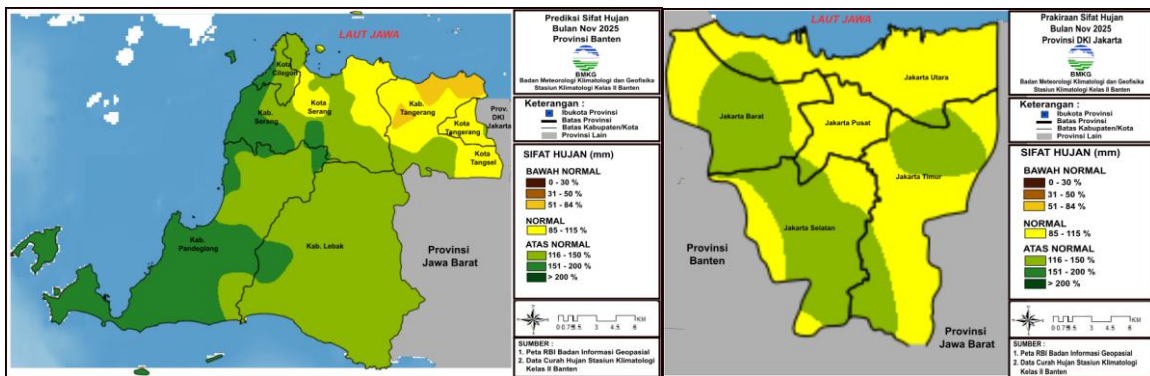 LAUT JAWA
Kota
Cilegon
Kab.
Serang
Kota
Serang
Kab.
Tangerang
Kota
Tangerang
Kota
Tangsel
Prov.
DKI
Jakarta
Kab.
Pandeglang
Kab. Lebak
Provinsi
Jawa Barat
Prediksi Sifat Hujan
Bulan Nov 2025
Provinsi Banten
BMKG
Badan Meteorologi Klimatologi dan Geofisika
Stasiun Klimatologi Kelas II Banten
Keterangan :
Ibukota Provinsi
Batas Provinsi
Batas Kabupaten/Kota
Provinsi Lain
SIFAT HUJAN (mm)
BAWAH NORMAL
0 - 30 %
31 - 50 %
51 - 84 %
NORMAL
85 - 115 %
ATAS NORMAL
116 - 150 %
151 - 200 %
> 200 %
KM
3 4 6
SUMBER :
1. Peta RBI Badan Informasi Geopasial
2. Data Curah Hujan Stasiun Klimatologi
Kelas II Banten
LAUT JAWA
Jakarta Utara
Jakarta Barat
Jakarta Pusat
Jakarta Timur
Jakarta Selatan
Provinsi
Banten
Provinsi
Jawa Barat
Prakiraan Sifat Hujan
Bulan Nov 2025
Provinsi DKI Jakarta
BMKG
Badan Meteorologi Klimatologi dan Geofisika
Stasiun Klimatologi Kelas II Banten
Keterangan :
Ibukota Provinsi
Batas Provinsi
Batas Kabupaten/Kota
Provinsi Lain
SIFAT HUJAN (mm)
BAWAH NORMAL
0 - 30 %
31 - 50 %
51 - 84 %
NORMAL
85 - 115 %
ATAS NORMAL
116 - 150 %
151 - 200 %
> 200 %
KM
3 4 6
SUMBER :
1. Peta RBI Badan Informasi Geopasial
2. Data Curah Hujan Stasiun Klimatologi
Kelas II Banten